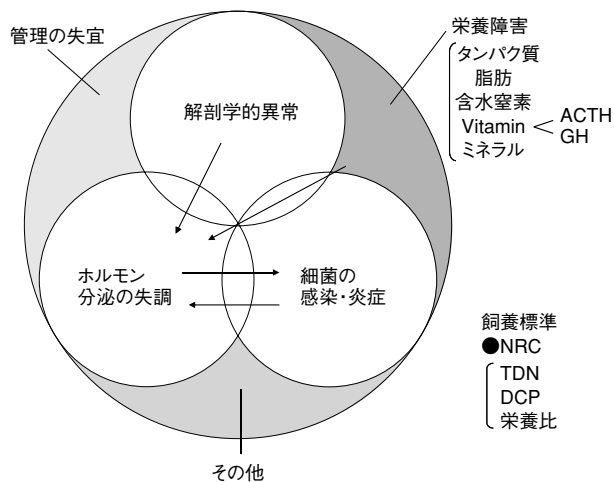 管理の失宜
栄養障害
タンパク質
脂肪
含水窒素
Vitamin
ミネラル
ACTH
GH
解剖学的異常
ホルモン
分泌の失調
細菌の
感染・炎症
飼養標準
●NRC
TDN
DCP
栄養比
その他